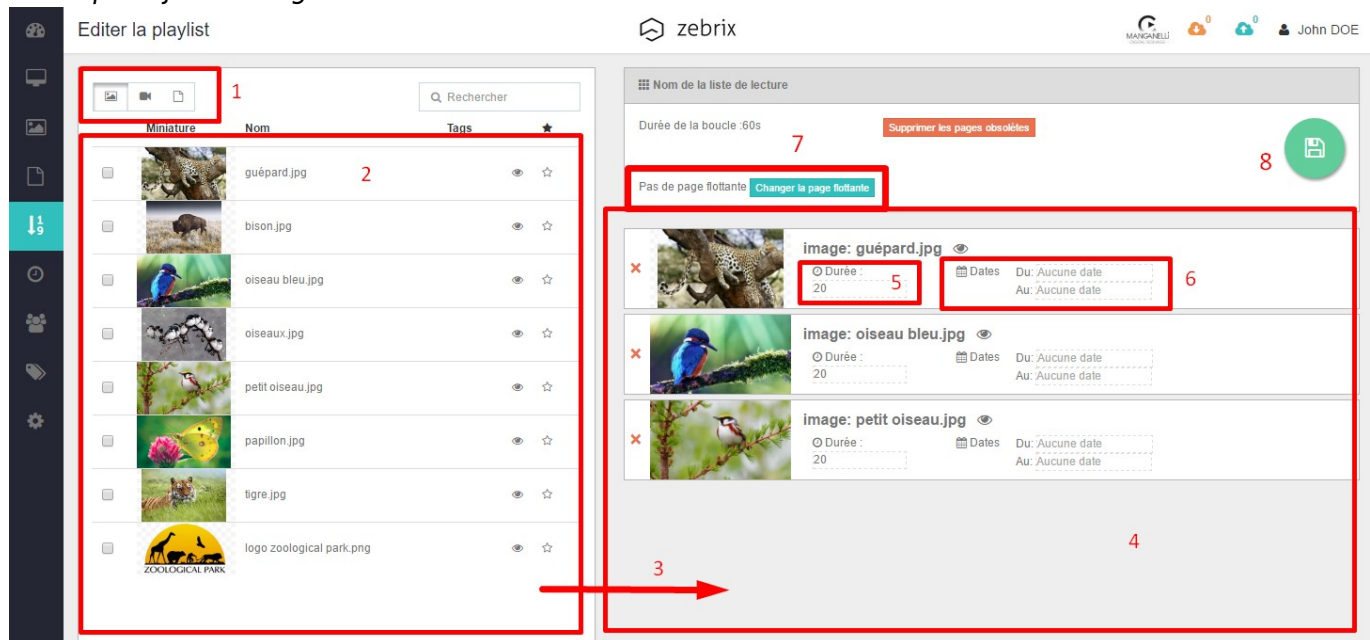 Editer la playlist
zebrix
MANGANELLI
0
0
John DOE
1
Rechercher
Miniature Nom Tags
guépard.jpg
2
bison.jpg
oiseau bleu.jpg
oiseaux.jpg
petit oiseau.jpg
papillon.jpg
tigre.jpg
ZOOLOGICAL PARK
logo zoological park.png
3
Nom de la liste de lecture
Durée de la boucle :60s
Supprimer les pages obsolètes
7
8
Pas de page flottante Changer la page flottante
image: guépard.jpg
Durée : Dates Du: Aucune date
20 Au: Aucune date
5
6
image: oiseau bleu.jpg
Durée : Dates Du: Aucune date
20 Au: Aucune date
image: petit oiseau.jpg
Durée : Dates Du: Aucune date
20 Au: Aucune date
4